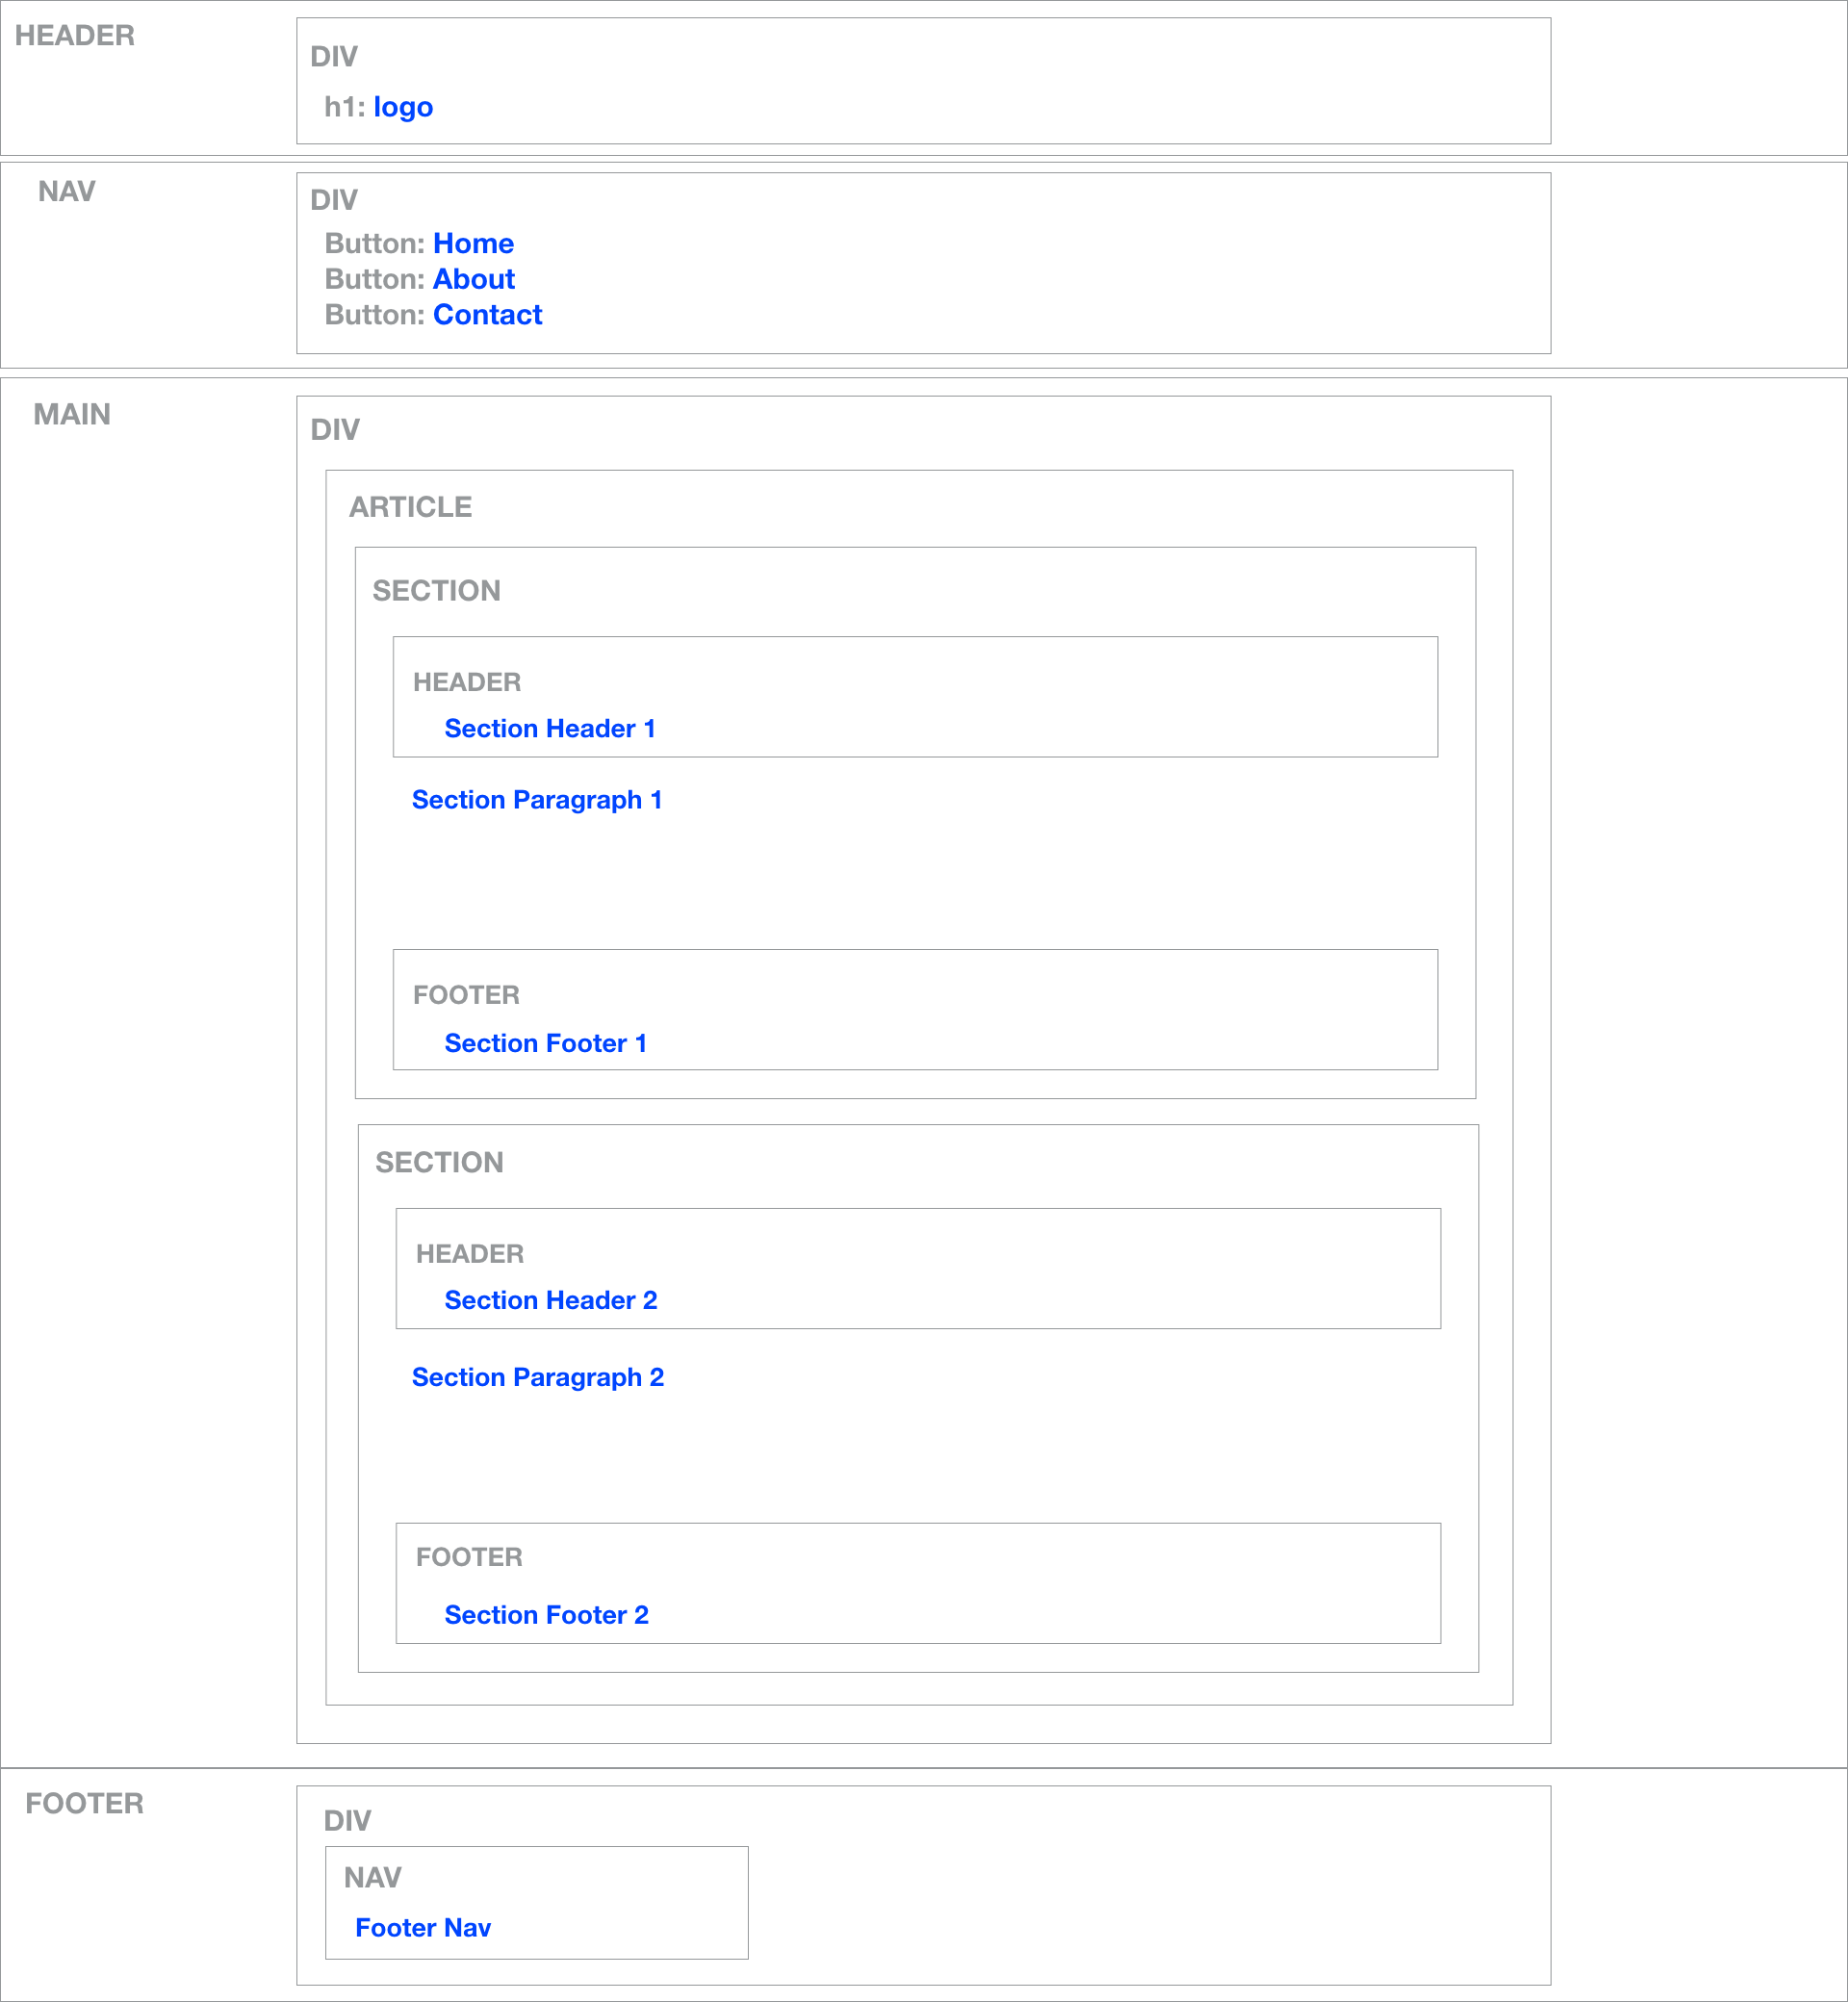 HEADER
DIV
h1: logo
NAV
DIV
Button: Home
Button: About
Button: Contact
MAIN
DIV
ARTICLE
SECTION
HEADER
Section Header 1
Section Paragraph 1
FOOTER
Section Footer 1
SECTION
HEADER
Section Header 2
Section Paragraph 2
FOOTER
Section Footer 2
FOOTER
DIV
NAV
Footer Nav